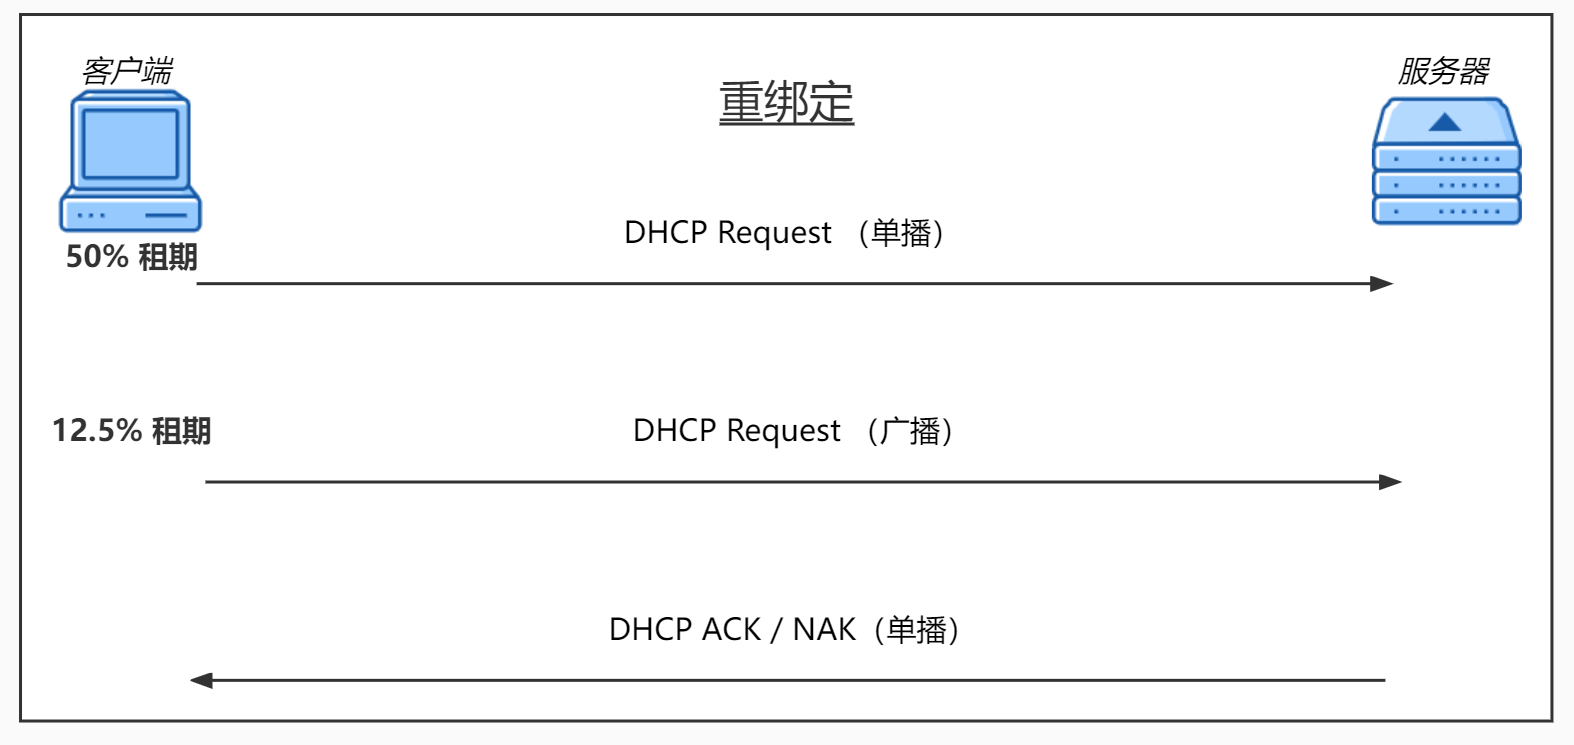 客户端
服务器
重绑定
DHCP Request （单播）
50% 租期
12.5% 租期
DHCP Request （广播）
DHCP ACK / NAK（单播）